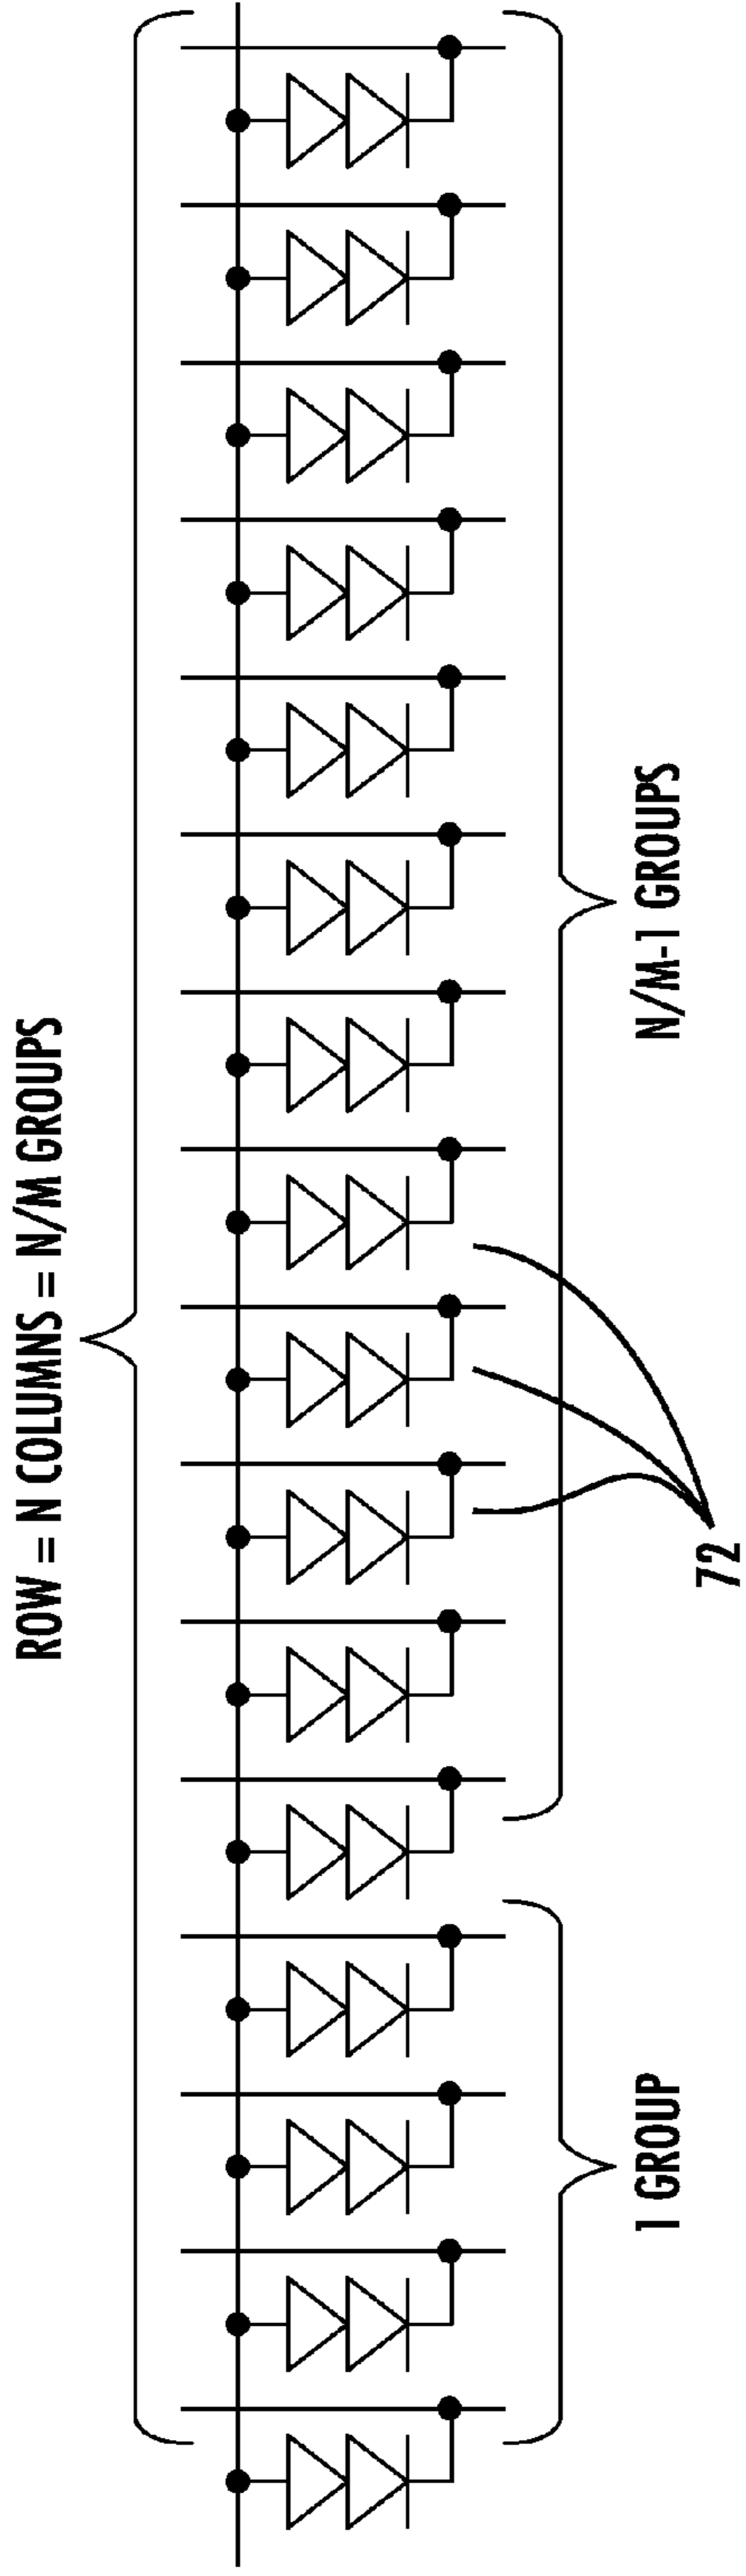 ROW = N COLUMNS = N/M GROUPS
1 GROUP
N/M-1 GROUPS
72